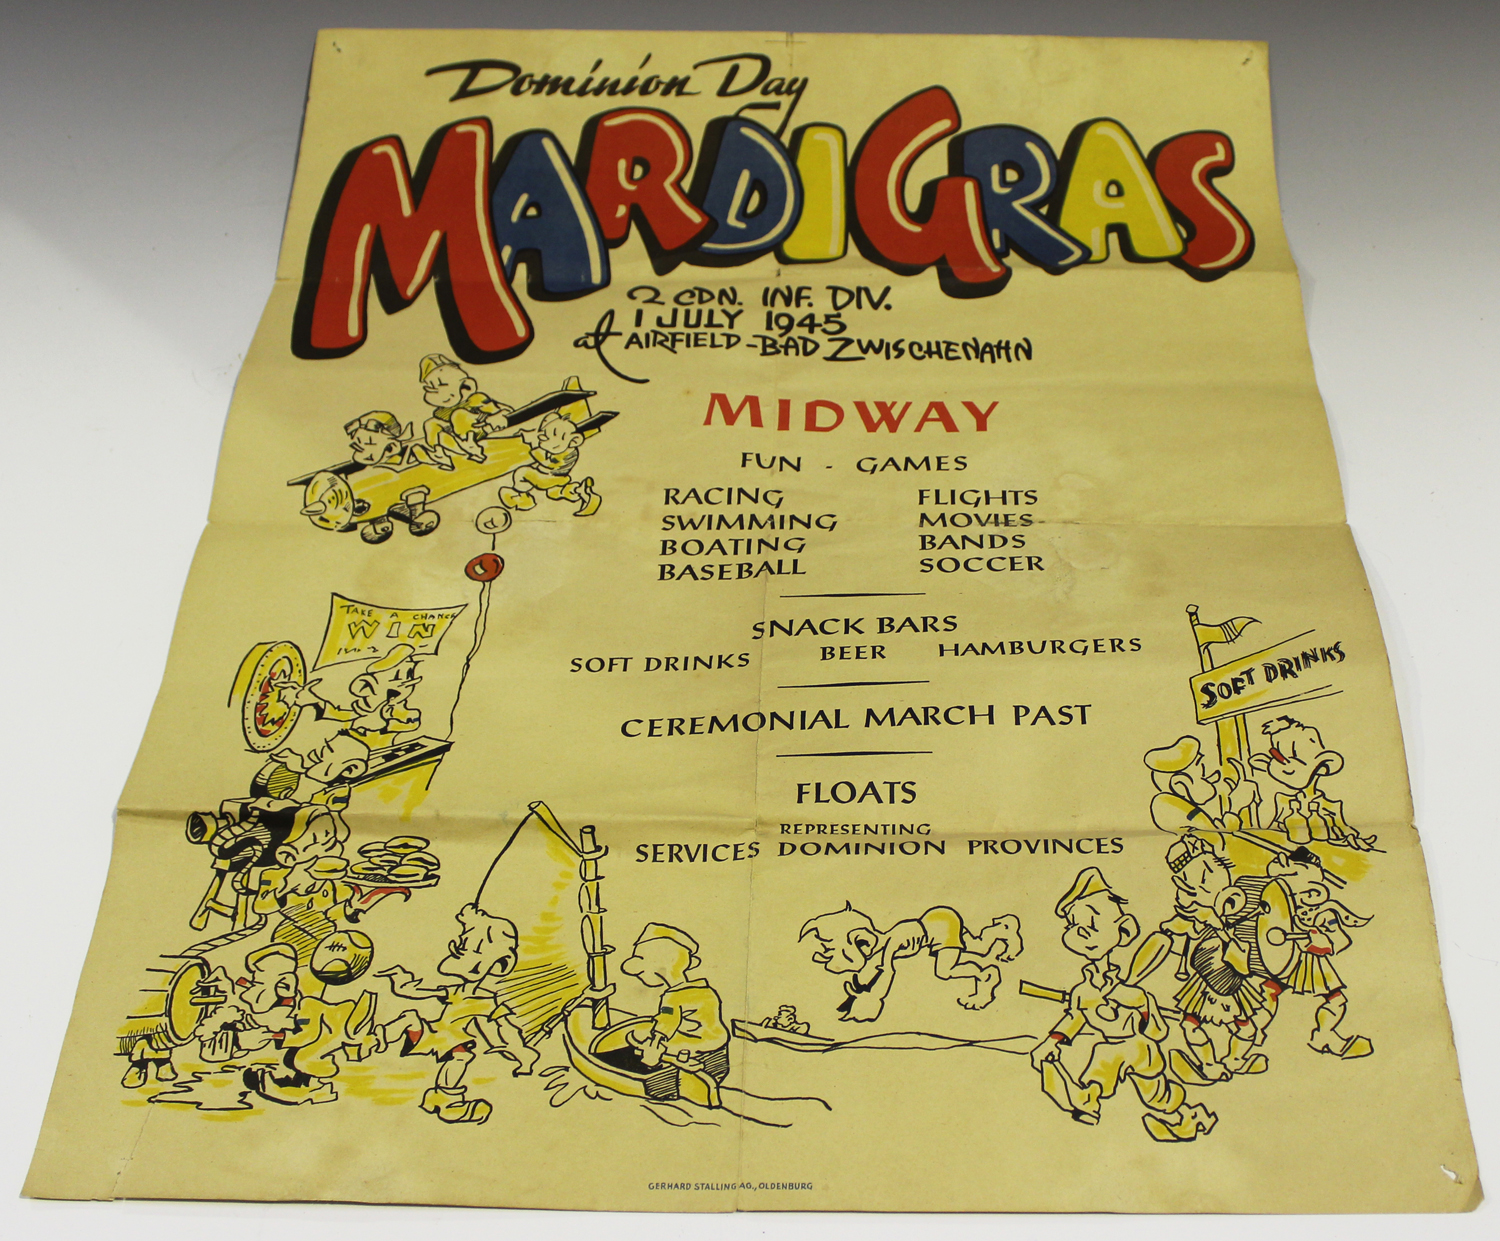 Dominion Day
MARDI GRAS
2 CDN. INF. DIV.
1 JULY 1945
at AIRFIELD-BAD ZWISCHENAHN
MIDWAY
FUN - GAMES
RACING FLIGHTS
SWIMMING MOVIES
BOATING BANDS
BASEBALL SOCCER
TAKE A CHANCE
WIN
SNACK BARS
SOFT DRINKS BEER HAMBURGERS
SOFT DRINKS
CEREMONIAL MARCH PAST
FLOATS
REPRESENTING
SERVICES DOMINION PROVINCES
GERHARD STALLING AG., OLDENBURG